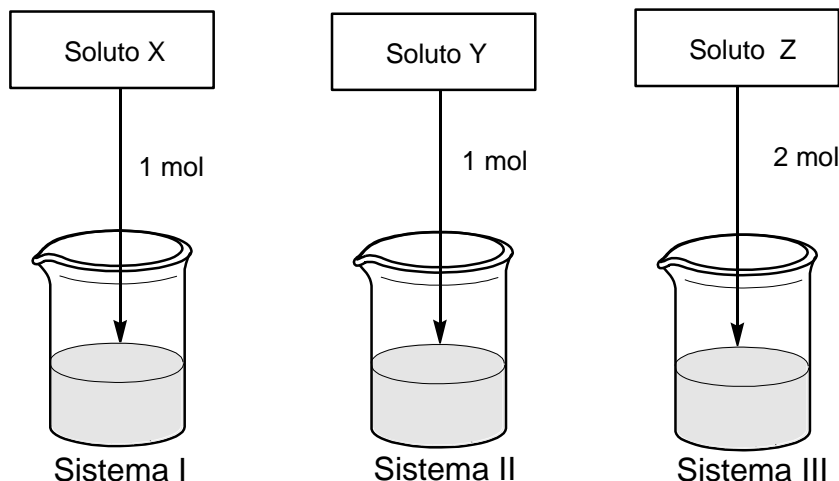 Soluto X
Soluto Y
Soluto Z
1 mol
1 mol
2 mol
Sistema I
Sistema II
Sistema III